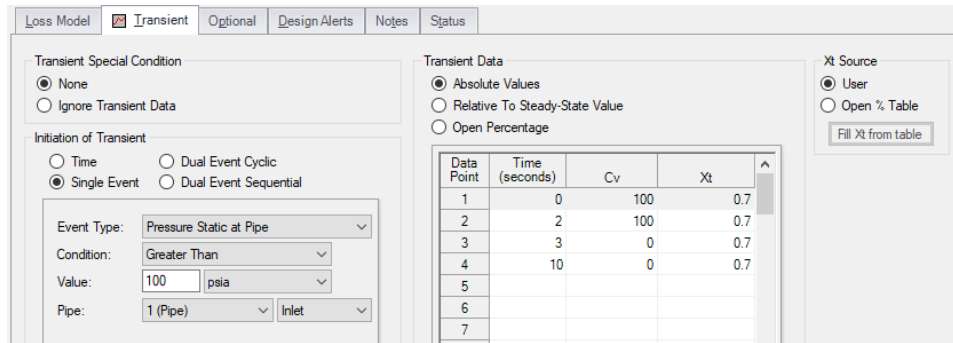 Loss Model Transient Optional Design Alerts Notes Status
Transient Special Condition
None
Ignore Transient Data
Initiation of Transient
Time Dual Event Cyclic
Single Event Dual Event Sequential
Event Type: Pressure Static at Pipe
Condition: Greater Than
Value: 100 psia
Pipe: 1 (Pipe) Inlet
Transient Data
Absolute Values
Relative To Steady-State Value
Open Percentage
Data Point Time (seconds) Cv Xt
1 0 100 0.7
2 2 100 0.7
3 3 0 0.7
4 10 0 0.7
5
6
7
Xt Source
User
Open % Table
Fill Xt from table